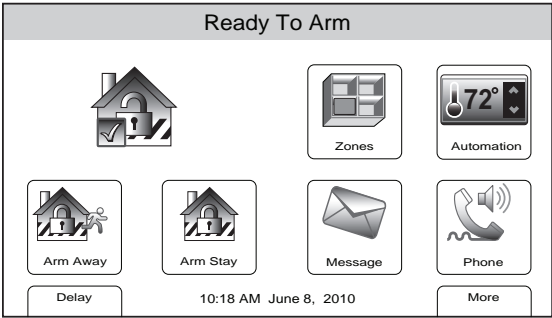 Ready To Arm
72°
Zones
Automation
Arm Away
Arm Stay
Message
Phone
Delay
10:18 AM June 8, 2010
More